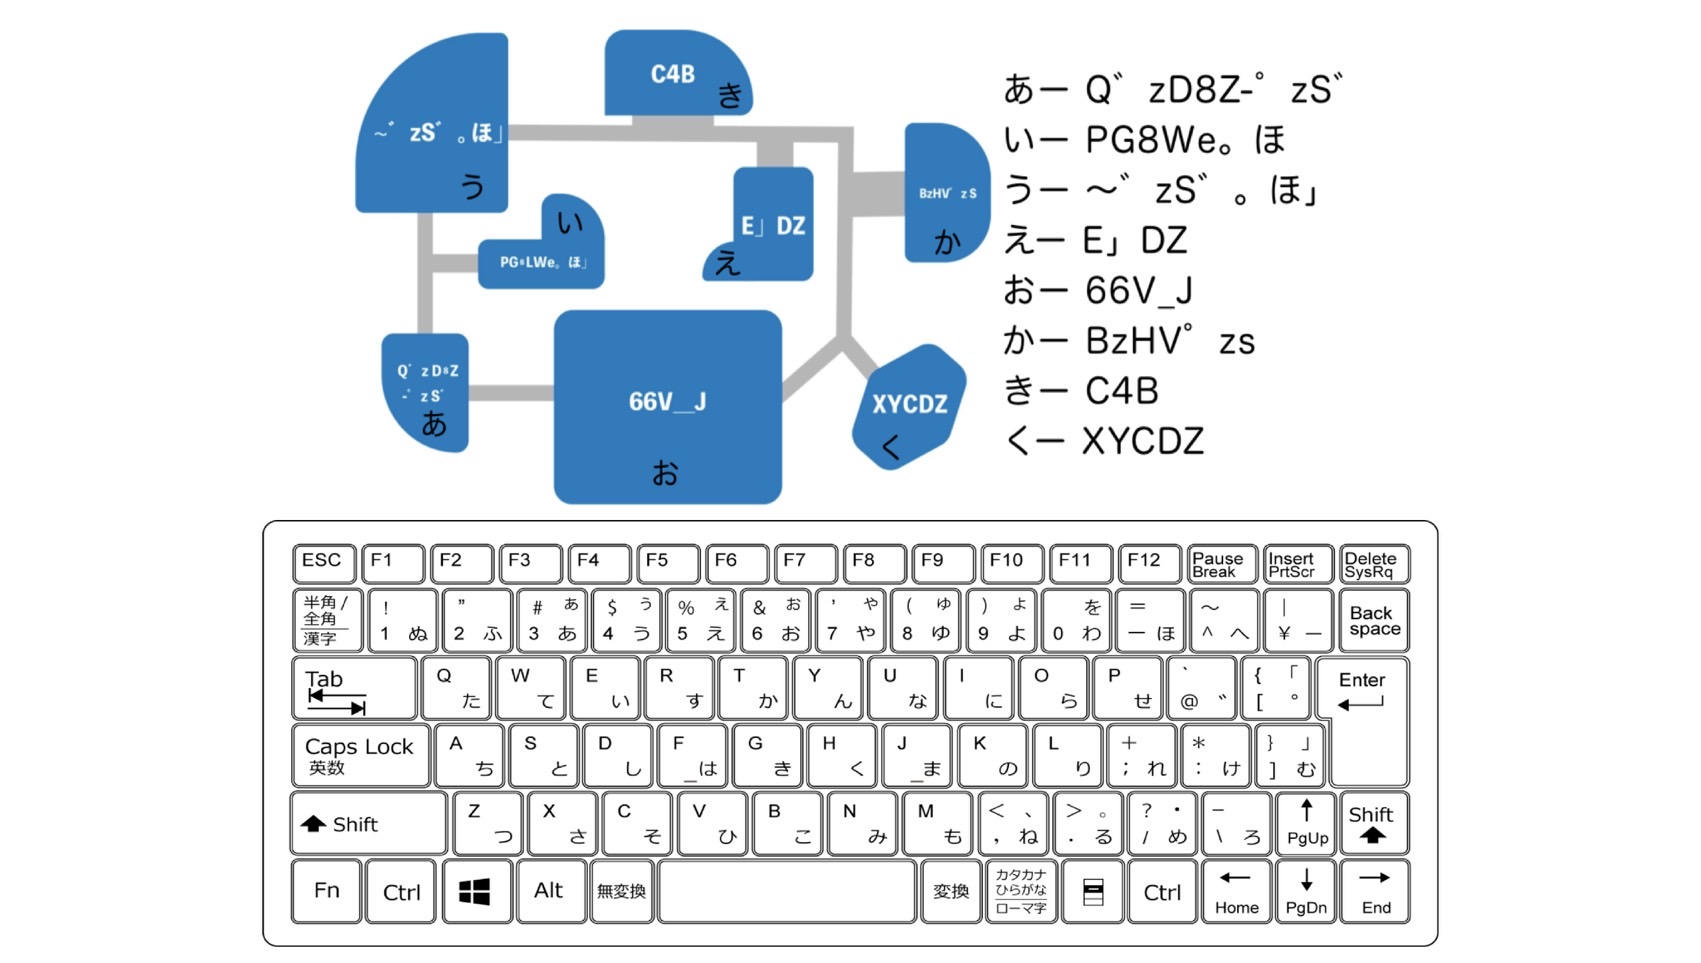 C4B
き
~゛ zS゛ 。ほ」
う
BzHV゜ z S
か
い
PG8LWe。ほ」
E」DZ
え
Q゛ z D8Z
-゜ z S゛
あ
66V__J
お
XYCDZ
く
あー Q゛ zD8Z-゜ zS゛
いー PG8We。ほ
うー ~゛ zS゛ 。ほ」
えー E」DZ
おー 66V_J
かー BzHV゜ zs
きー C4B
くー XYCDZ
ESC F1 F2 F3 F4 F5 F6 F7 F8 F9 F10 F11 F12 Pause Break Insert PrtScr Delete SysRq
半角/全角 漢字 ! 1 ぬ ” 2 ふ # ぁ 3 あ $ ぅ 4 う % ぇ 5 え & ぉ 6 お ’ ゃ 7 や ( ゅ 8 ゆ ) ょ 9 よ を 0 わ = ー ほ ~ ^ へ | ¥ ー Back space
Tab Q た W て E い R す T か Y ん U な I に O ら P せ ` @ ゛ { 「 [ ゜ Enter
Caps Lock 英数 A ち S と D し F _は G き H く J _ま K の L り + ; れ * : け } 」 ] む
Shift Z つ X さ C そ V ひ B こ N み M も < 、 , ね > 。 . る ? ・ / め _ \ ろ ↑ PgUp Shift
Fn Ctrl Alt 無変換 変換 カタカナ ひらがな ローマ字 Ctrl ← Home ↓ PgDn → End